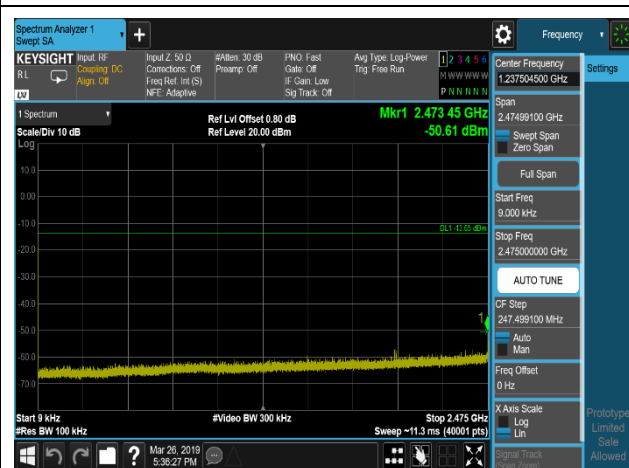 Spectrum Analyzer 1
Swept SA
+
Frequency
KEYSIGHT
RL
LXI
Input: RF
Coupling: DC
Align: Off
Input Z: 50 Ω
Corrections: Off
Freq Ref: Int (S)
NFE: Adaptive
#Atten: 30 dB
Preamp: Off
PNO: Fast
Gate: Off
IF Gain: Low
Sig Track: Off
Avg Type: Log-Power
Trig: Free Run
1 2 3 4 5 6
M W W W W W
P N N N N N
1 Spectrum
Scale/Div 10 dB
Log
Ref Lvl Offset 0.80 dB
Ref Level 20.00 dBm
Mkr1 2.473 45 GHz
-50.61 dBm
10.0
0.00
-10.0
-20.0
-30.0
-40.0
-50.0
-60.0
-70.0
DL1 -13.65 dBm
1
Start 9 kHz
#Res BW 100 kHz
#Video BW 300 kHz
Stop 2.475 GHz
Sweep ~11.3 ms (40001 pts)
Center Frequency
1.237504500 GHz
Span
2.47499100 GHz
Swept Span
Zero Span
Full Span
Start Freq
9.000 kHz
Stop Freq
2.475000000 GHz
AUTO TUNE
CF Step
247.499100 MHz
Auto
Man
Freq Offset
0 Hz
X Axis Scale
Log
Lin
Signal Track
(Span Zoom)
Settings
Prototype
Limited
Sale
Allowed
?
Mar 26, 2019
5:36:27 PM